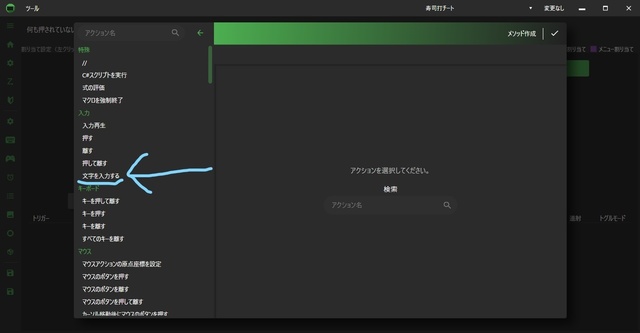 ツール
寿司打チート
変更なし
何も押されていない
アクション名
メソッド作成
特殊
//
C#スクリプトを実行
式の評価
マクロを強制終了
入力
入力再生
押す
離す
押して離す
文字を入力する
キーボード
キーを押して離す
キーを押す
キーを離す
すべてのキーを離す
マウス
マウスアクションの原点座標を設定
マウスのボタンを押す
マウスのボタンを離す
マウスのボタンを押して離す
カーソル移動後にマウスのボタンを押す
アクションを選択してください。
検索
アクション名
割り当て
メニュー割り当て
トリガー
連射
トグルモード